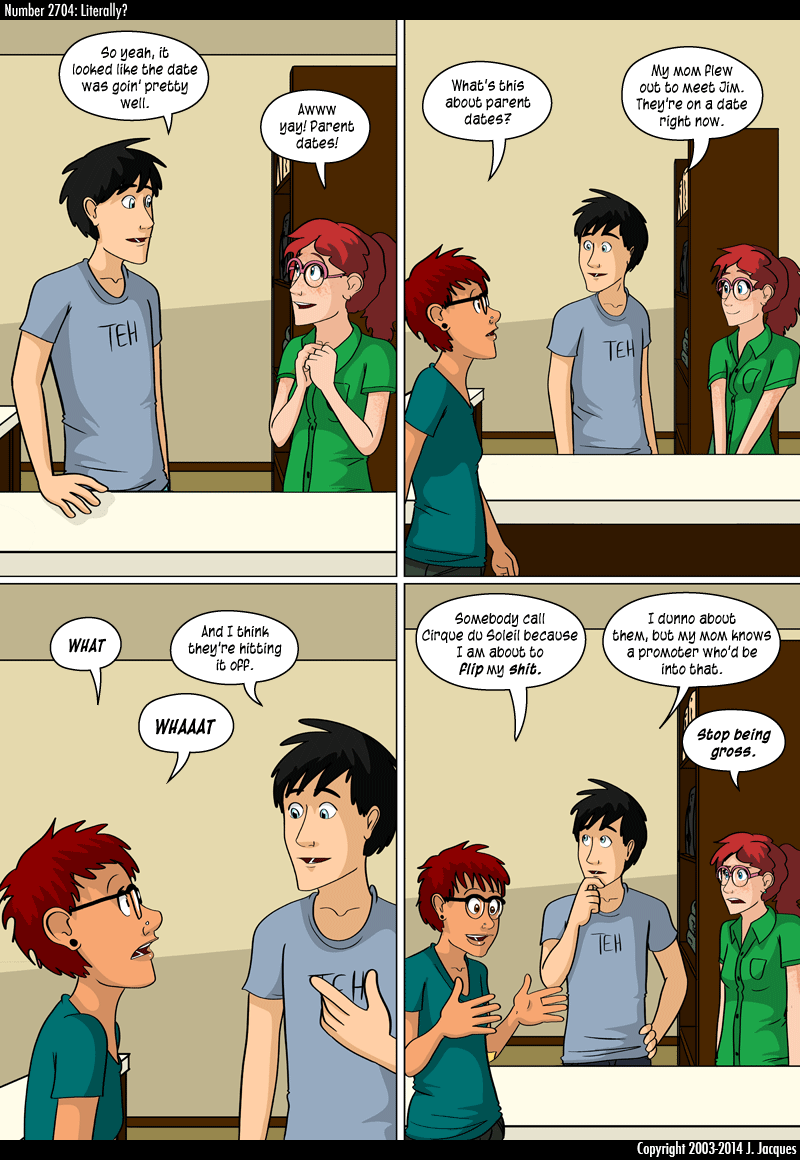 Number 2704: Literally?
So yeah, it
looked like the date
was goin' pretty
well.
Awww
yay! Parent
dates!
TEH
What's this
about parent
dates?
My mom flew
out to meet Jim.
They're on a date
right now.
TEH
WHAT
And I think
they're hitting
it off.
WHAAAT
TEH
Somebody call
Cirque du Soleil because
I am about to
flip my shit.
I dunno about
them, but my mom knows
a promoter who'd be
into that.
Stop being
gross.
TEH
Copyright 2003-2014 J. Jacques